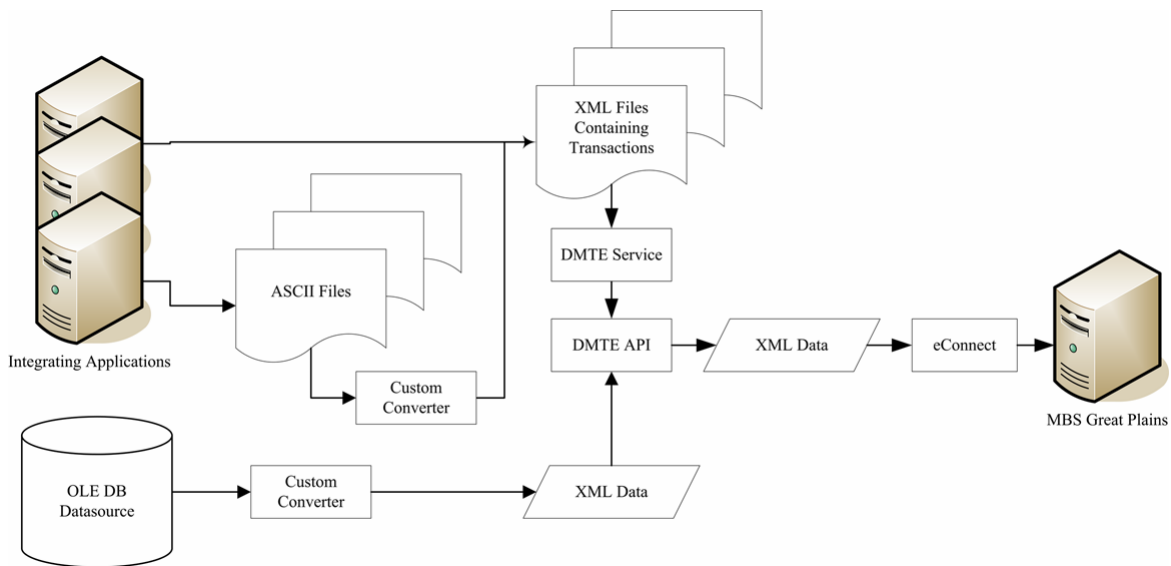 XML Files
Containing
Transactions
DMTE Service
ASCII Files
Integrating Applications
DMTE API
XML Data
eConnect
MBS Great Plains
Custom
Converter
OLE DB
Datasource
Custom
Converter
XML Data